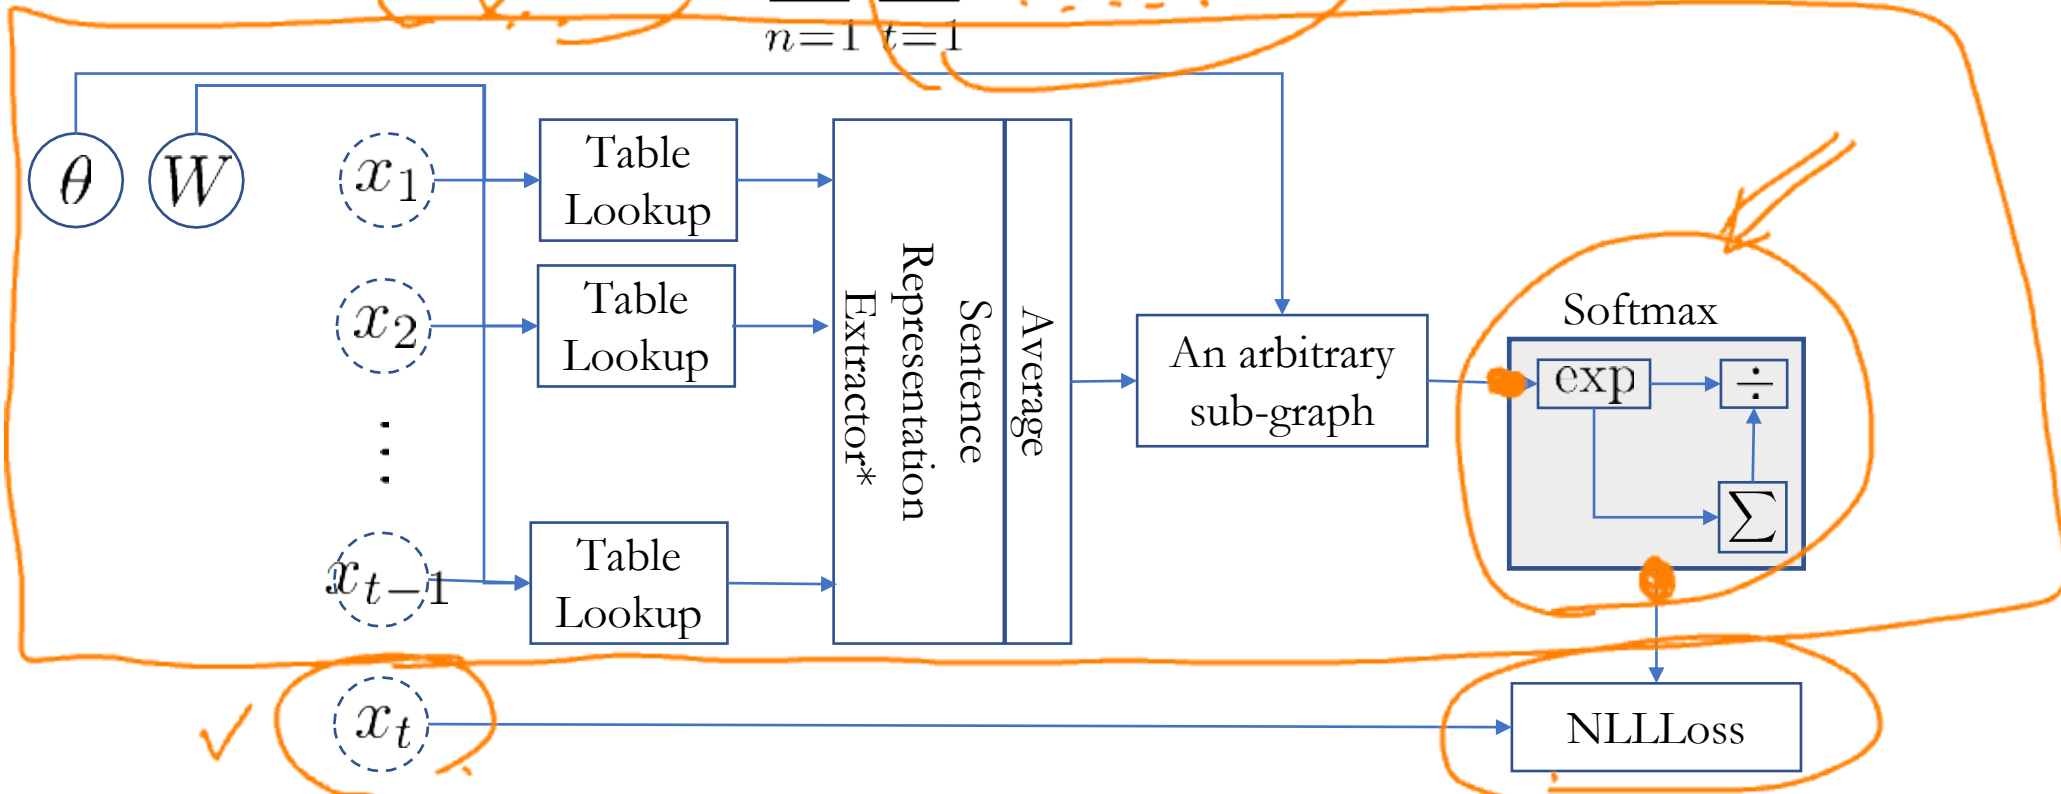 n=1 t=1
θ
W
x₁
Table
Lookup
x₂
Table
Lookup
⋮
xₜ₋₁
Table
Lookup
Sentence
Representation
Extractor*
Average
An arbitrary
sub-graph
Softmax
exp
÷
∑
xₜ
NLLLoss